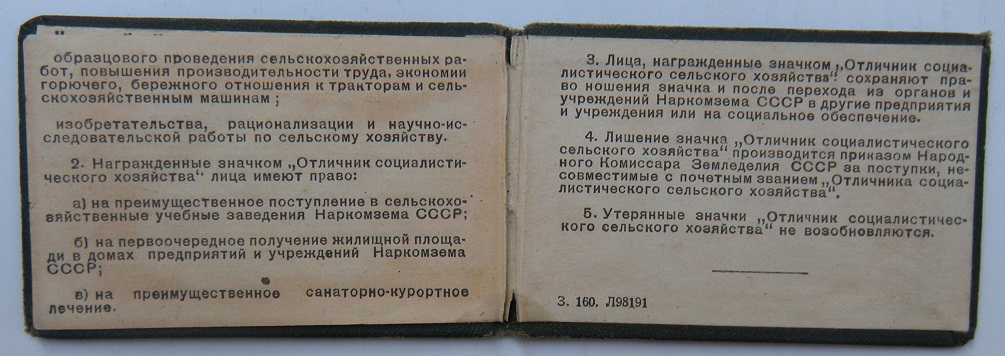 образцового проведения сельскохозяйственных ра-
бот, повышения производительности труда, экономии
горючего, бережного отношения к тракторам и сель-
скохозяйственным машинам ;
изобретательства, рационализации и научно-ис-
следовательской работы по сельскому хозяйству.
2. Награжденные значком „Отличник социалисти-
ческого хозяйства" лица имеют право:
а) на преимущественное поступление в сельскохо-
зяйственные учебные заведения Наркомзема СССР;
б) на первоочередное получение жилищной площа-
ди в домах предприятий и учреждений Наркомзема
СССР;
в) на преимущественное санаторно-курортное
лечение.
3. Лица, награжденные значком „Отличник социа-
листического сельского хозяйства" сохраняют пра-
во ношения значка и после перехода из органов и
учреждений Наркомзема СССР в другие предприятия
и учреждения или на социальное обеспечение.
4. Лишение значка „Отличник социалистического
сельского хозяйства" производится приказом Народ-
ного Комиссара Земледелия СССР за поступки, не-
совместимые с почетным званием „Отличника социа-
листического сельского хозяйства".
5. Утерянные значки „Отличник социалистичес-
кого сельского хозяйства" не возобновляются.
З. 160. Л98191